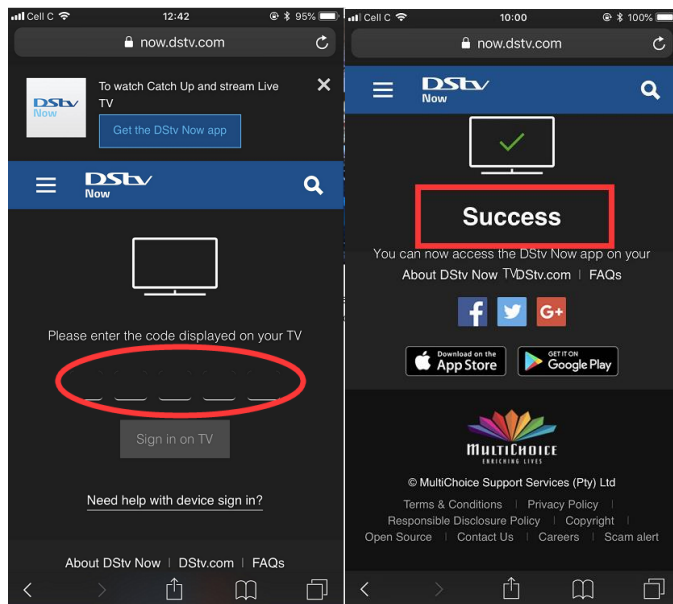 Cell C 12:42 95%
now.dstv.com
To watch Catch Up and stream Live
TV
DStv
Now
Get the DStv Now app
DStv
Now
Please enter the code displayed on your TV
Sign in on TV
Need help with device sign in?
About DStv Now | DStv.com | FAQs
Cell C 10:00 100%
now.dstv.com
DStv
Now
Success
You can now access the DStv Now app on your
About DStv Now TVDStv.com | FAQs
f G+
Download on the
App Store
GET IT ON
Google Play
MULTICHOICE
ENRICHING LIVES
© MultiChoice Support Services (Pty) Ltd
Terms & Conditions | Privacy Policy |
Responsible Disclosure Policy | Copyright |
Open Source | Contact Us | Careers | Scam alert